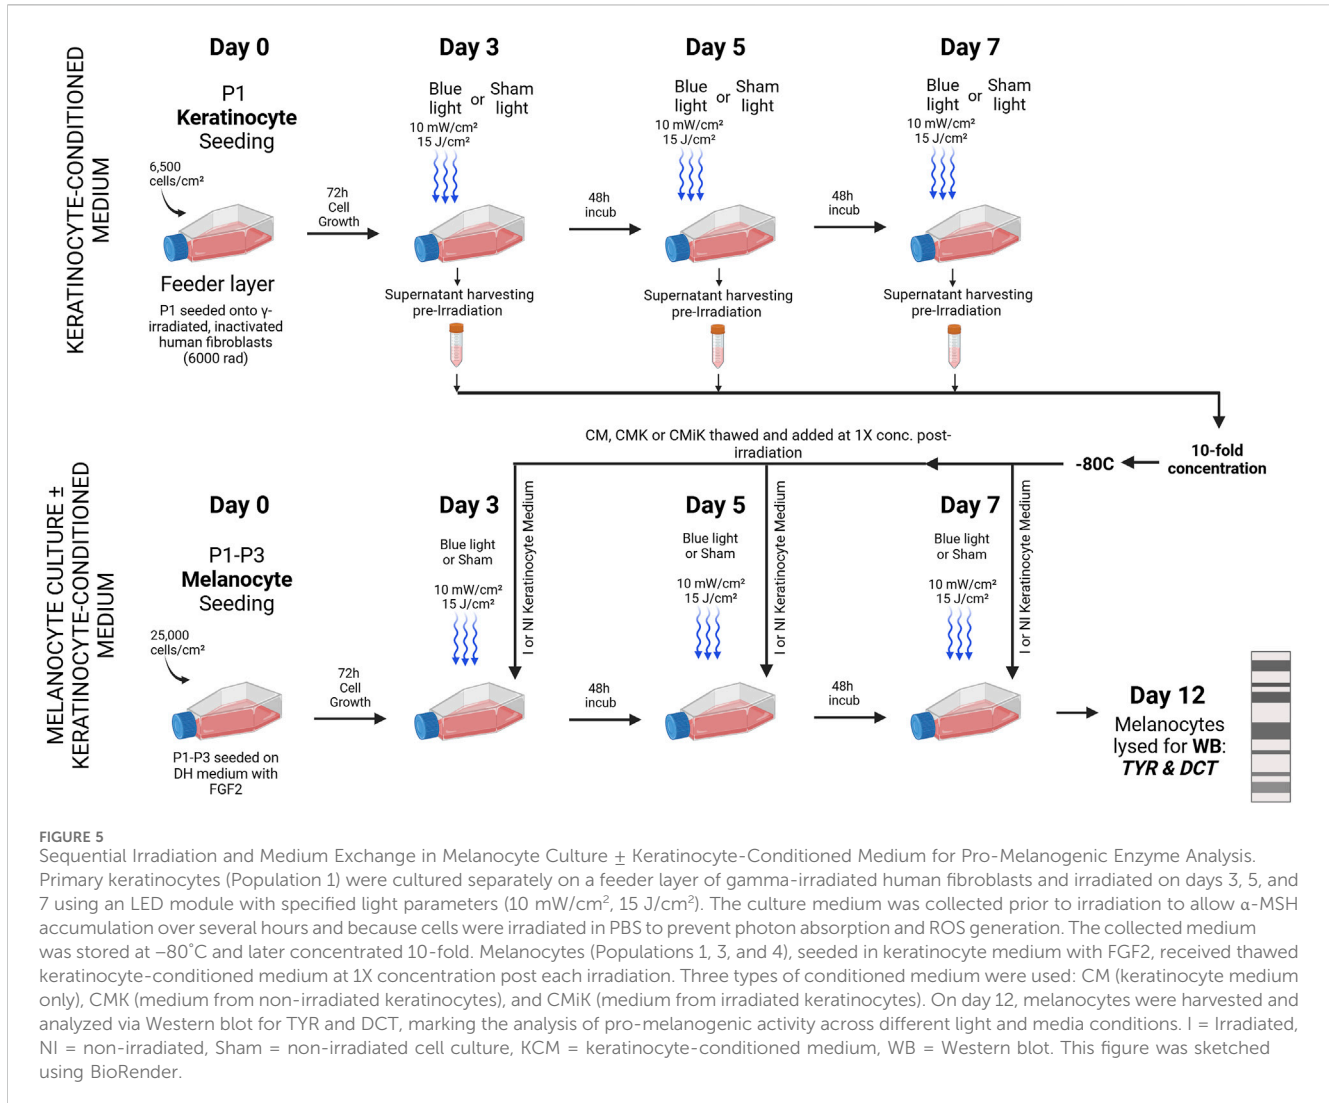 KERATINOCYTE-CONDITIONED
MEDIUM
Day 0
P1
Keratinocyte
Seeding
6,500
cells/cm²
Feeder layer
P1 seeded onto γ-
irradiated, inactivated
human fibroblasts
(6000 rad)
72h
Cell
Growth
Day 3
Blue
light
or
Sham
light
10 mW/cm²
15 J/cm²
Supernatant harvesting
pre-Irradiation
48h
incub
Day 5
Blue
light
or
Sham
light
10 mW/cm²
15 J/cm²
Supernatant harvesting
pre-Irradiation
48h
incub
Day 7
Blue
light
or
Sham
light
10 mW/cm²
15 J/cm²
Supernatant harvesting
pre-Irradiation
10-fold
concentration
-80C
CM, CMK or CMiK thawed and added at 1X conc. post-
irradiation
MELANOCYTE CULTURE ±
KERATINOCYTE-CONDITIONED
MEDIUM
Day 0
P1-P3
Melanocyte
Seeding
25,000
cells/cm²
P1-P3 seeded on
DH medium with
FGF2
72h
Cell
Growth
Day 3
Blue light
or Sham
10 mW/cm²
15 J/cm²
I or NI Keratinocyte Medium
48h
incub
Day 5
Blue light
or Sham
10 mW/cm²
15 J/cm²
I or NI Keratinocyte Medium
48h
incub
Day 7
Blue light
or Sham
10 mW/cm²
15 J/cm²
I or NI Keratinocyte Medium
Day 12
Melanocytes
lysed for WB:
TYR & DCT
FIGURE 5
Sequential Irradiation and Medium Exchange in Melanocyte Culture ± Keratinocyte-Conditioned Medium for Pro-Melanogenic Enzyme Analysis.
Primary keratinocytes (Population 1) were cultured separately on a feeder layer of gamma-irradiated human fibroblasts and irradiated on days 3, 5, and
7 using an LED module with specified light parameters (10 mW/cm², 15 J/cm²). The culture medium was collected prior to irradiation to allow α-MSH
accumulation over several hours and because cells were irradiated in PBS to prevent photon absorption and ROS generation. The collected medium
was stored at −80°C and later concentrated 10-fold. Melanocytes (Populations 1, 3, and 4), seeded in keratinocyte medium with FGF2, received thawed
keratinocyte-conditioned medium at 1X concentration post each irradiation. Three types of conditioned medium were used: CM (keratinocyte medium
only), CMK (medium from non-irradiated keratinocytes), and CMiK (medium from irradiated keratinocytes). On day 12, melanocytes were harvested and
analyzed via Western blot for TYR and DCT, marking the analysis of pro-melanogenic activity across different light and media conditions. I = Irradiated,
NI = non-irradiated, Sham = non-irradiated cell culture, KCM = keratinocyte-conditioned medium, WB = Western blot. This figure was sketched
using BioRender.